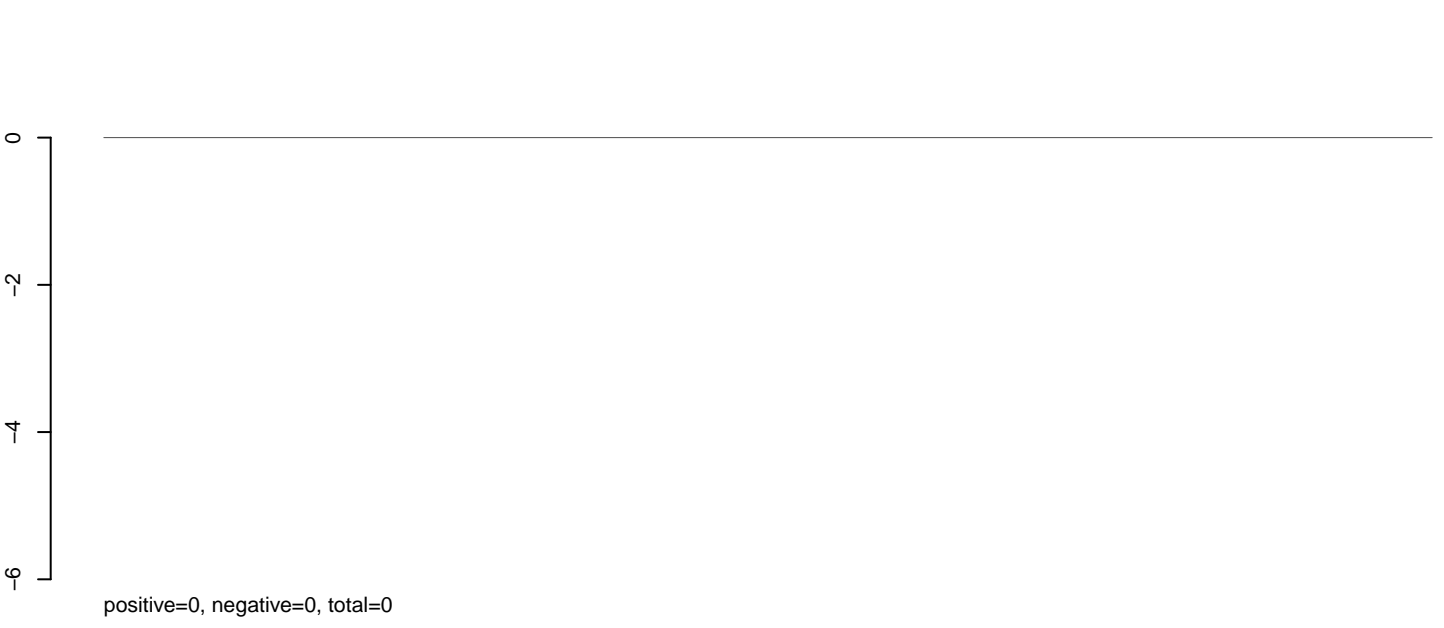 0
−2
−4
−6
positive=0, negative=0, total=0